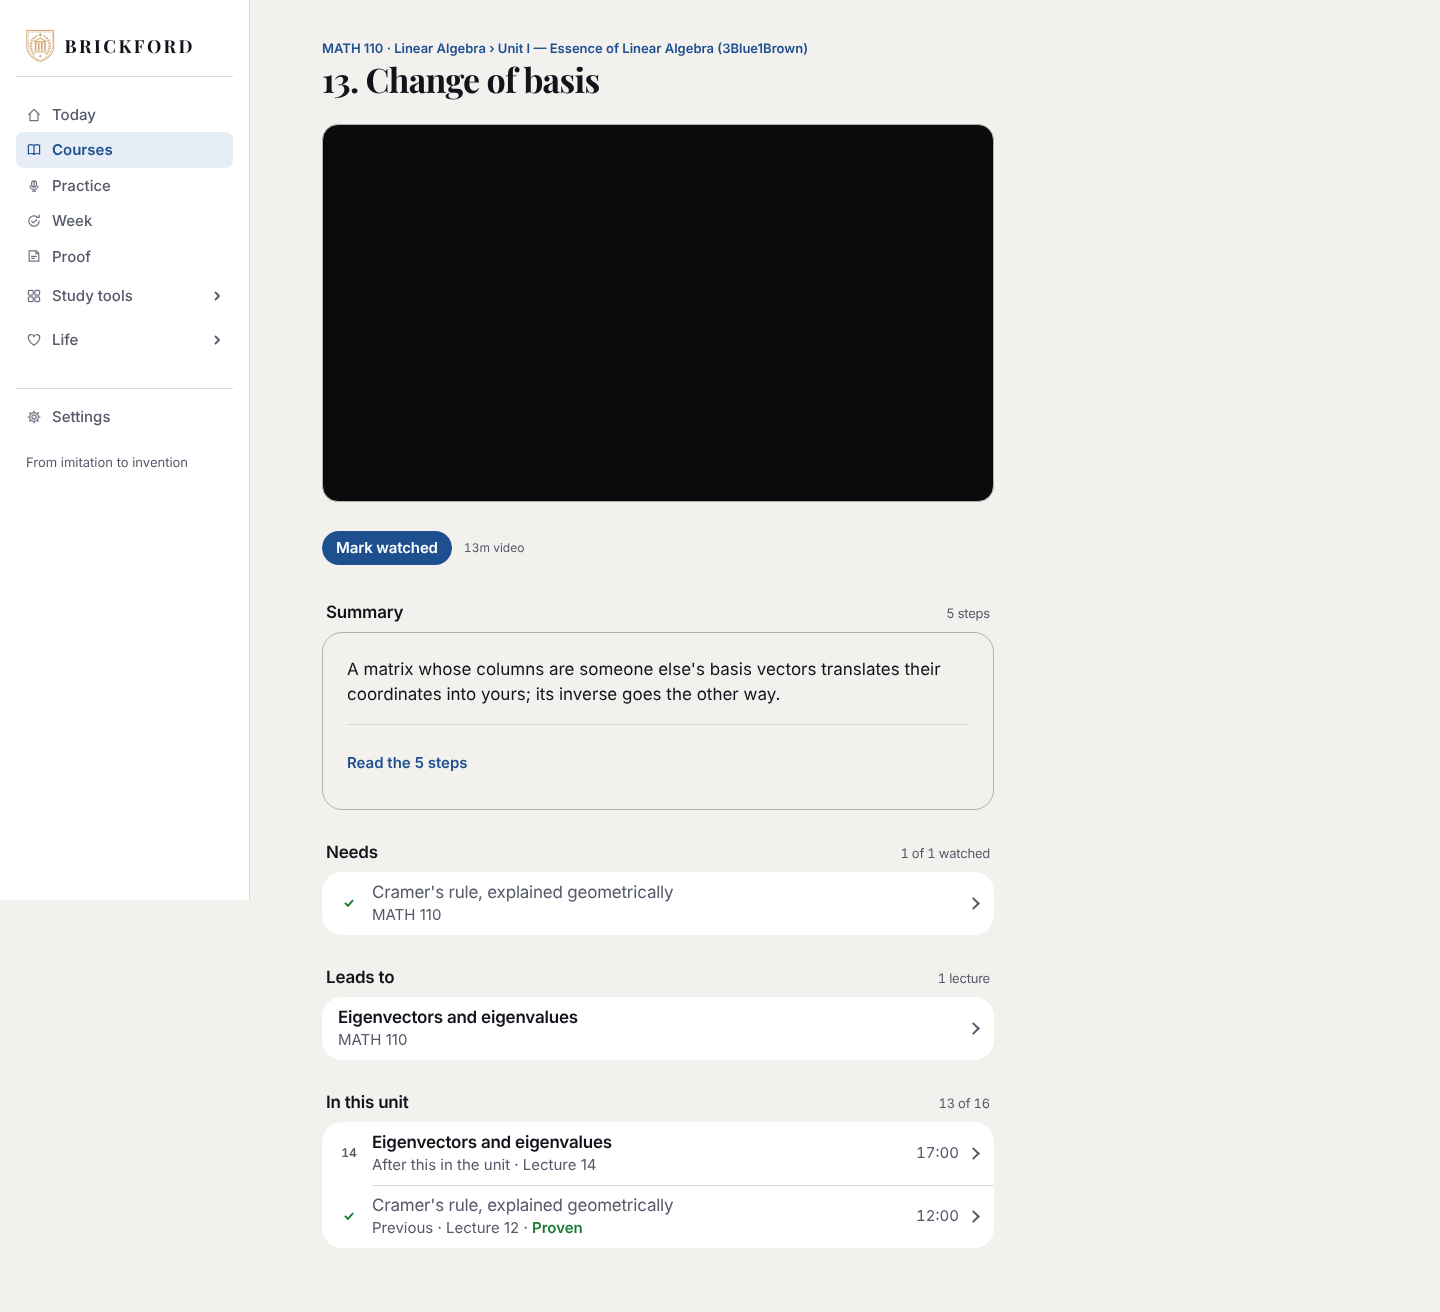 BRICKFORD
Today
Courses
Practice
Week
Proof
Study tools
Life
Settings
From imitation to invention
MATH 110 · Linear Algebra › Unit I — Essence of Linear Algebra (3Blue1Brown)
13. Change of basis
Mark watched
13m video
Summary
5 steps
A matrix whose columns are someone else's basis vectors translates their
coordinates into yours; its inverse goes the other way.
Read the 5 steps
Needs
1 of 1 watched
Cramer's rule, explained geometrically
MATH 110
Leads to
1 lecture
Eigenvectors and eigenvalues
MATH 110
In this unit
13 of 16
14
Eigenvectors and eigenvalues
After this in the unit · Lecture 14
17:00
Cramer's rule, explained geometrically
Previous · Lecture 12 · Proven
12:00